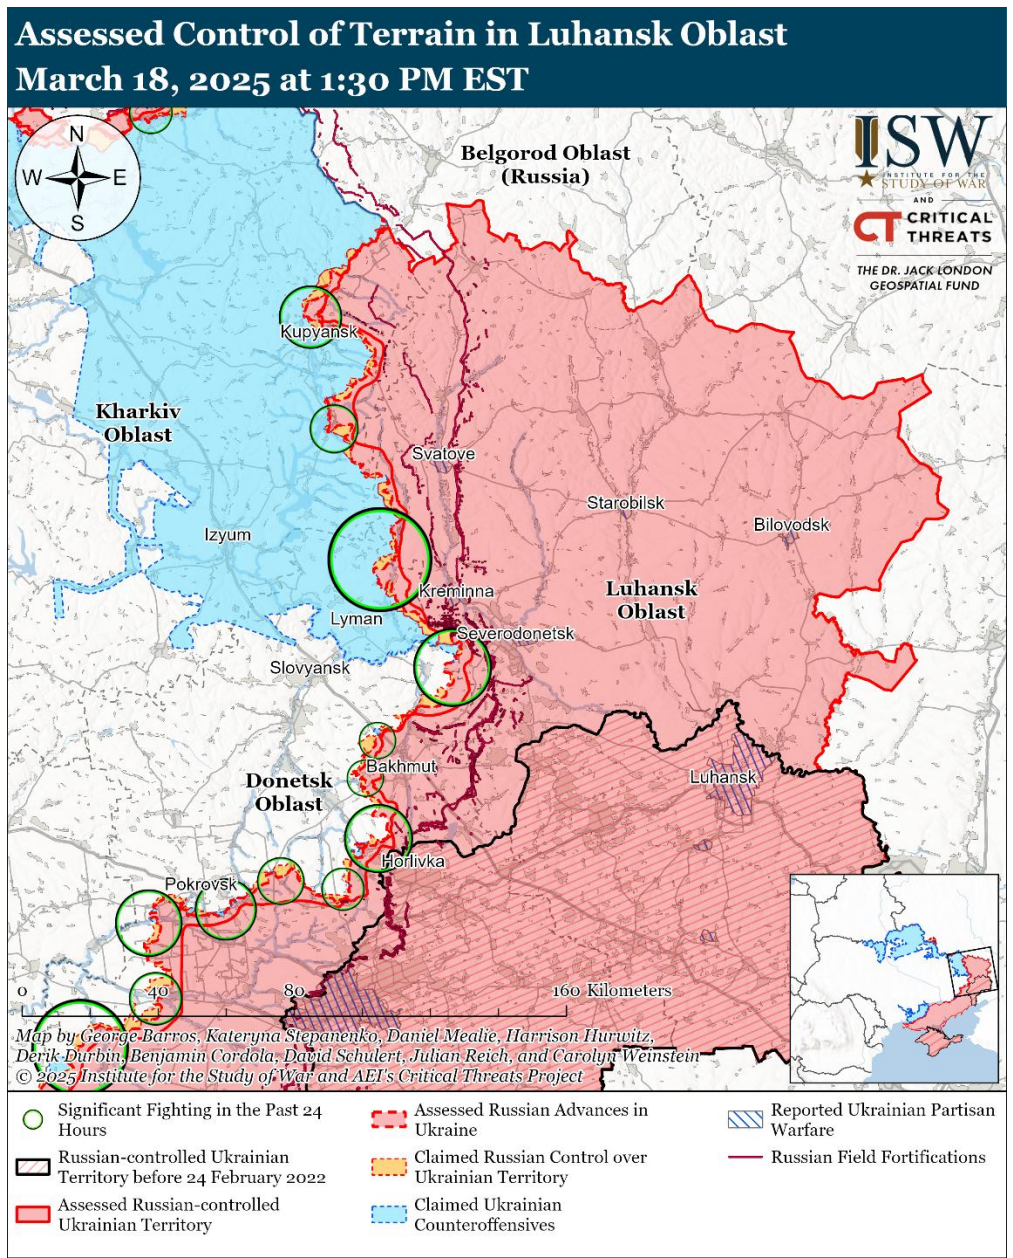 Assessed Control of Terrain in Luhansk Oblast
March 18, 2025 at 1:30 PM EST
N
W
E
S
Belgorod Oblast
(Russia)
ISW
INSTITUTE FOR THE
STUDY OF WAR
AND
CT CRITICAL
THREATS
THE DR. JACK LONDON
GEOSPATIAL FUND
Kupyansk
Kharkiv
Oblast
Svatove
Starobilsk
Bilovodsk
Izyum
Kreminna
Luhansk
Oblast
Lyman
Severodonetsk
Slovyansk
Bakhmut
Luhansk
Donetsk
Oblast
Horlivka
Pokrovsk
0
40
80
160 Kilometers
Map by George Barros, Kateryna Stepanenko, Daniel Mealie, Harrison Hurwitz,
Derik Durbin, Benjamin Cordola, David Schulert, Julian Reich, and Carolyn Weinstein
© 2025 Institute for the Study of War and AEI's Critical Threats Project
Significant Fighting in the Past 24
Hours
Russian-controlled Ukrainian
Territory before 24 February 2022
Assessed Russian-controlled
Ukrainian Territory
Assessed Russian Advances in
Ukraine
Claimed Russian Control over
Ukrainian Territory
Claimed Ukrainian
Counteroffensives
Reported Ukrainian Partisan
Warfare
Russian Field Fortifications